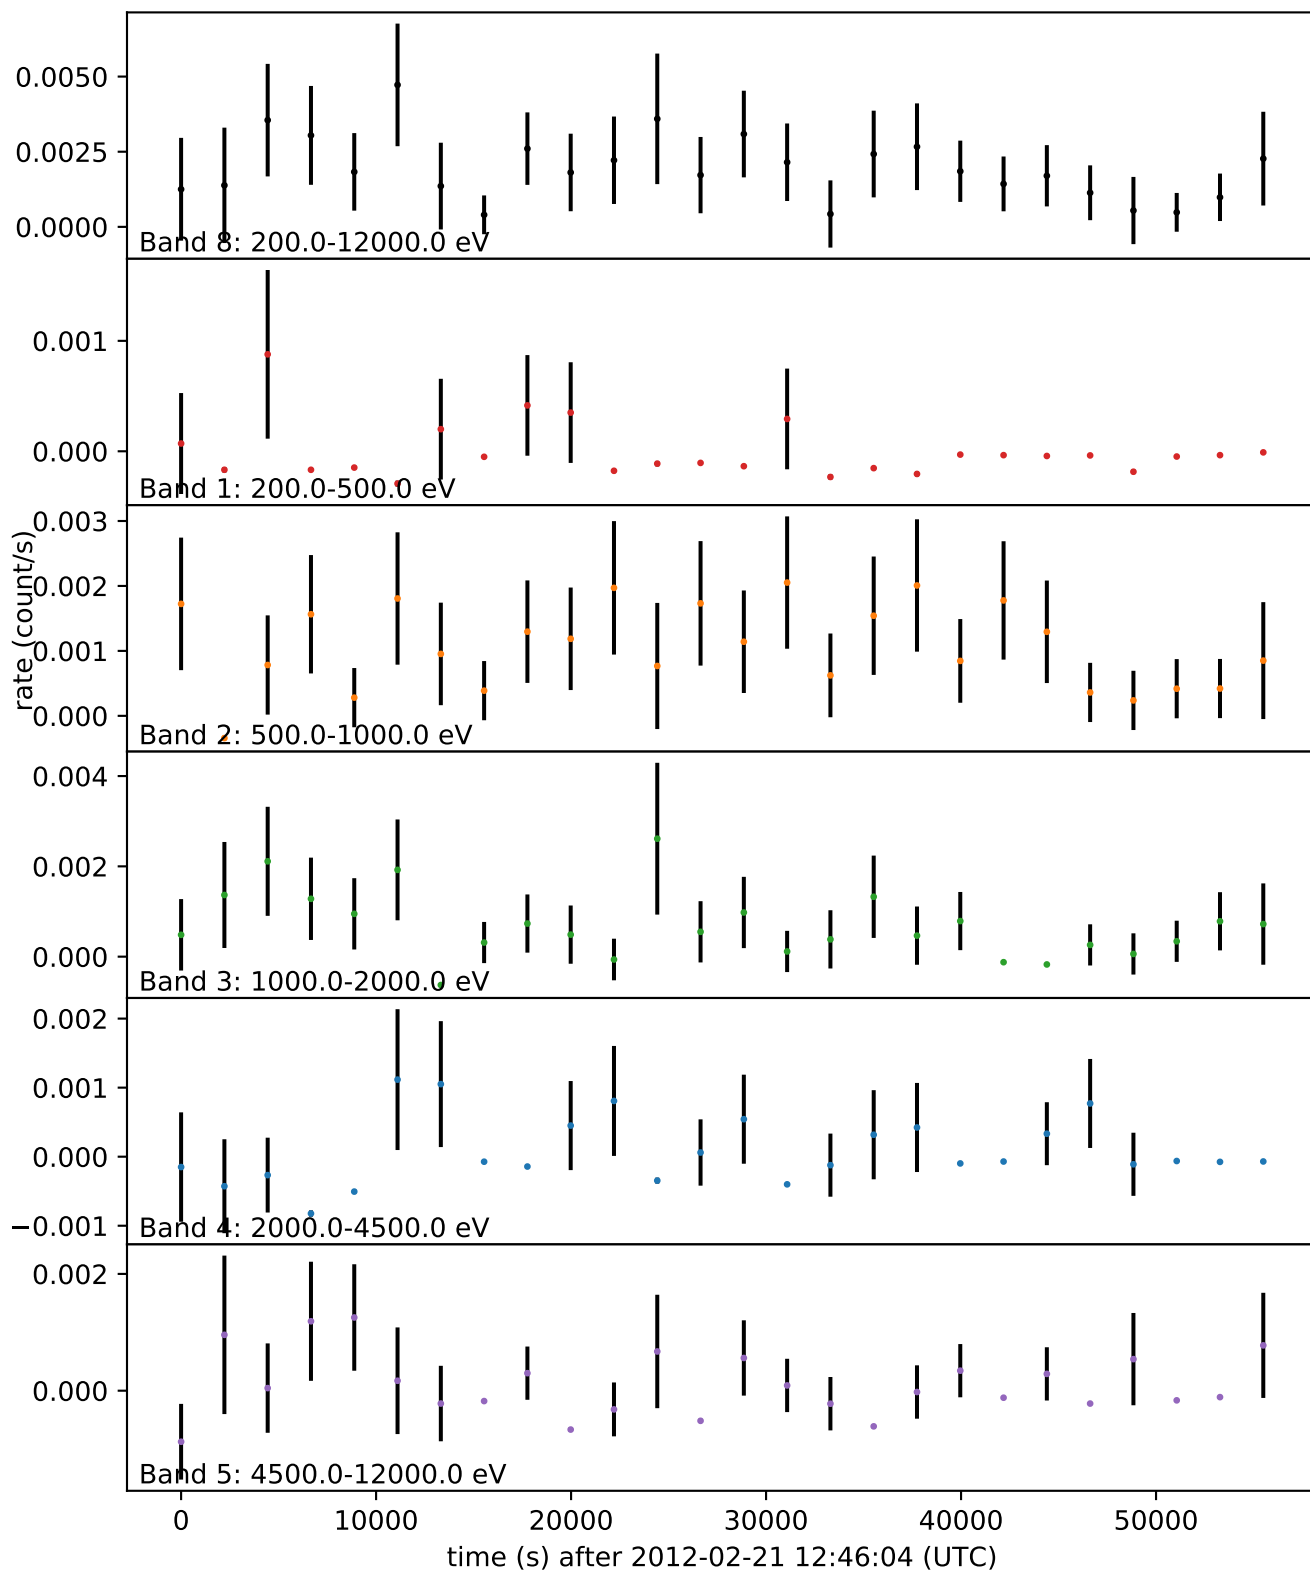 0.0050
0.0025
0.0000
Band 8: 200.0-12000.0 eV
0.001
0.000
Band 1: 200.0-500.0 eV
rate (count/s)
0.003
0.002
0.001
0.000
Band 2: 500.0-1000.0 eV
0.004
0.002
0.000
Band 3: 1000.0-2000.0 eV
0.002
0.001
0.000
−0.001
Band 4: 2000.0-4500.0 eV
0.002
0.000
Band 5: 4500.0-12000.0 eV
0 10000 20000 30000 40000 50000
time (s) after 2012-02-21 12:46:04 (UTC)